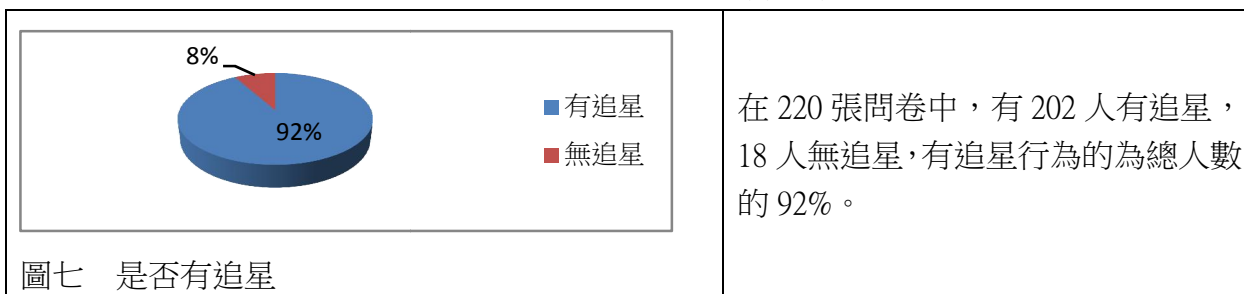 8%
92%
有追星
無追星
圖七　是否有追星
在 220 張問卷中，有 202 人有追星，
18 人無追星，有追星行為的為總人數
的 92%。